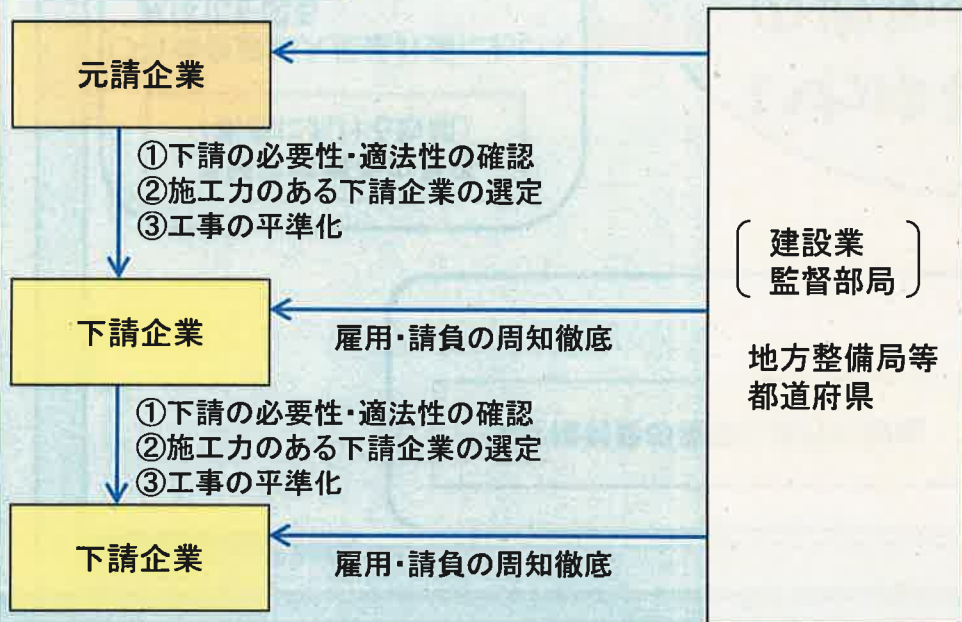 元請企業
①下請の必要性・適法性の確認
②施工力のある下請企業の選定
③工事の平準化
下請企業
雇用・請負の周知徹底
①下請の必要性・適法性の確認
②施工力のある下請企業の選定
③工事の平準化
下請企業
雇用・請負の周知徹底
建設業
監督部局
地方整備局等
都道府県